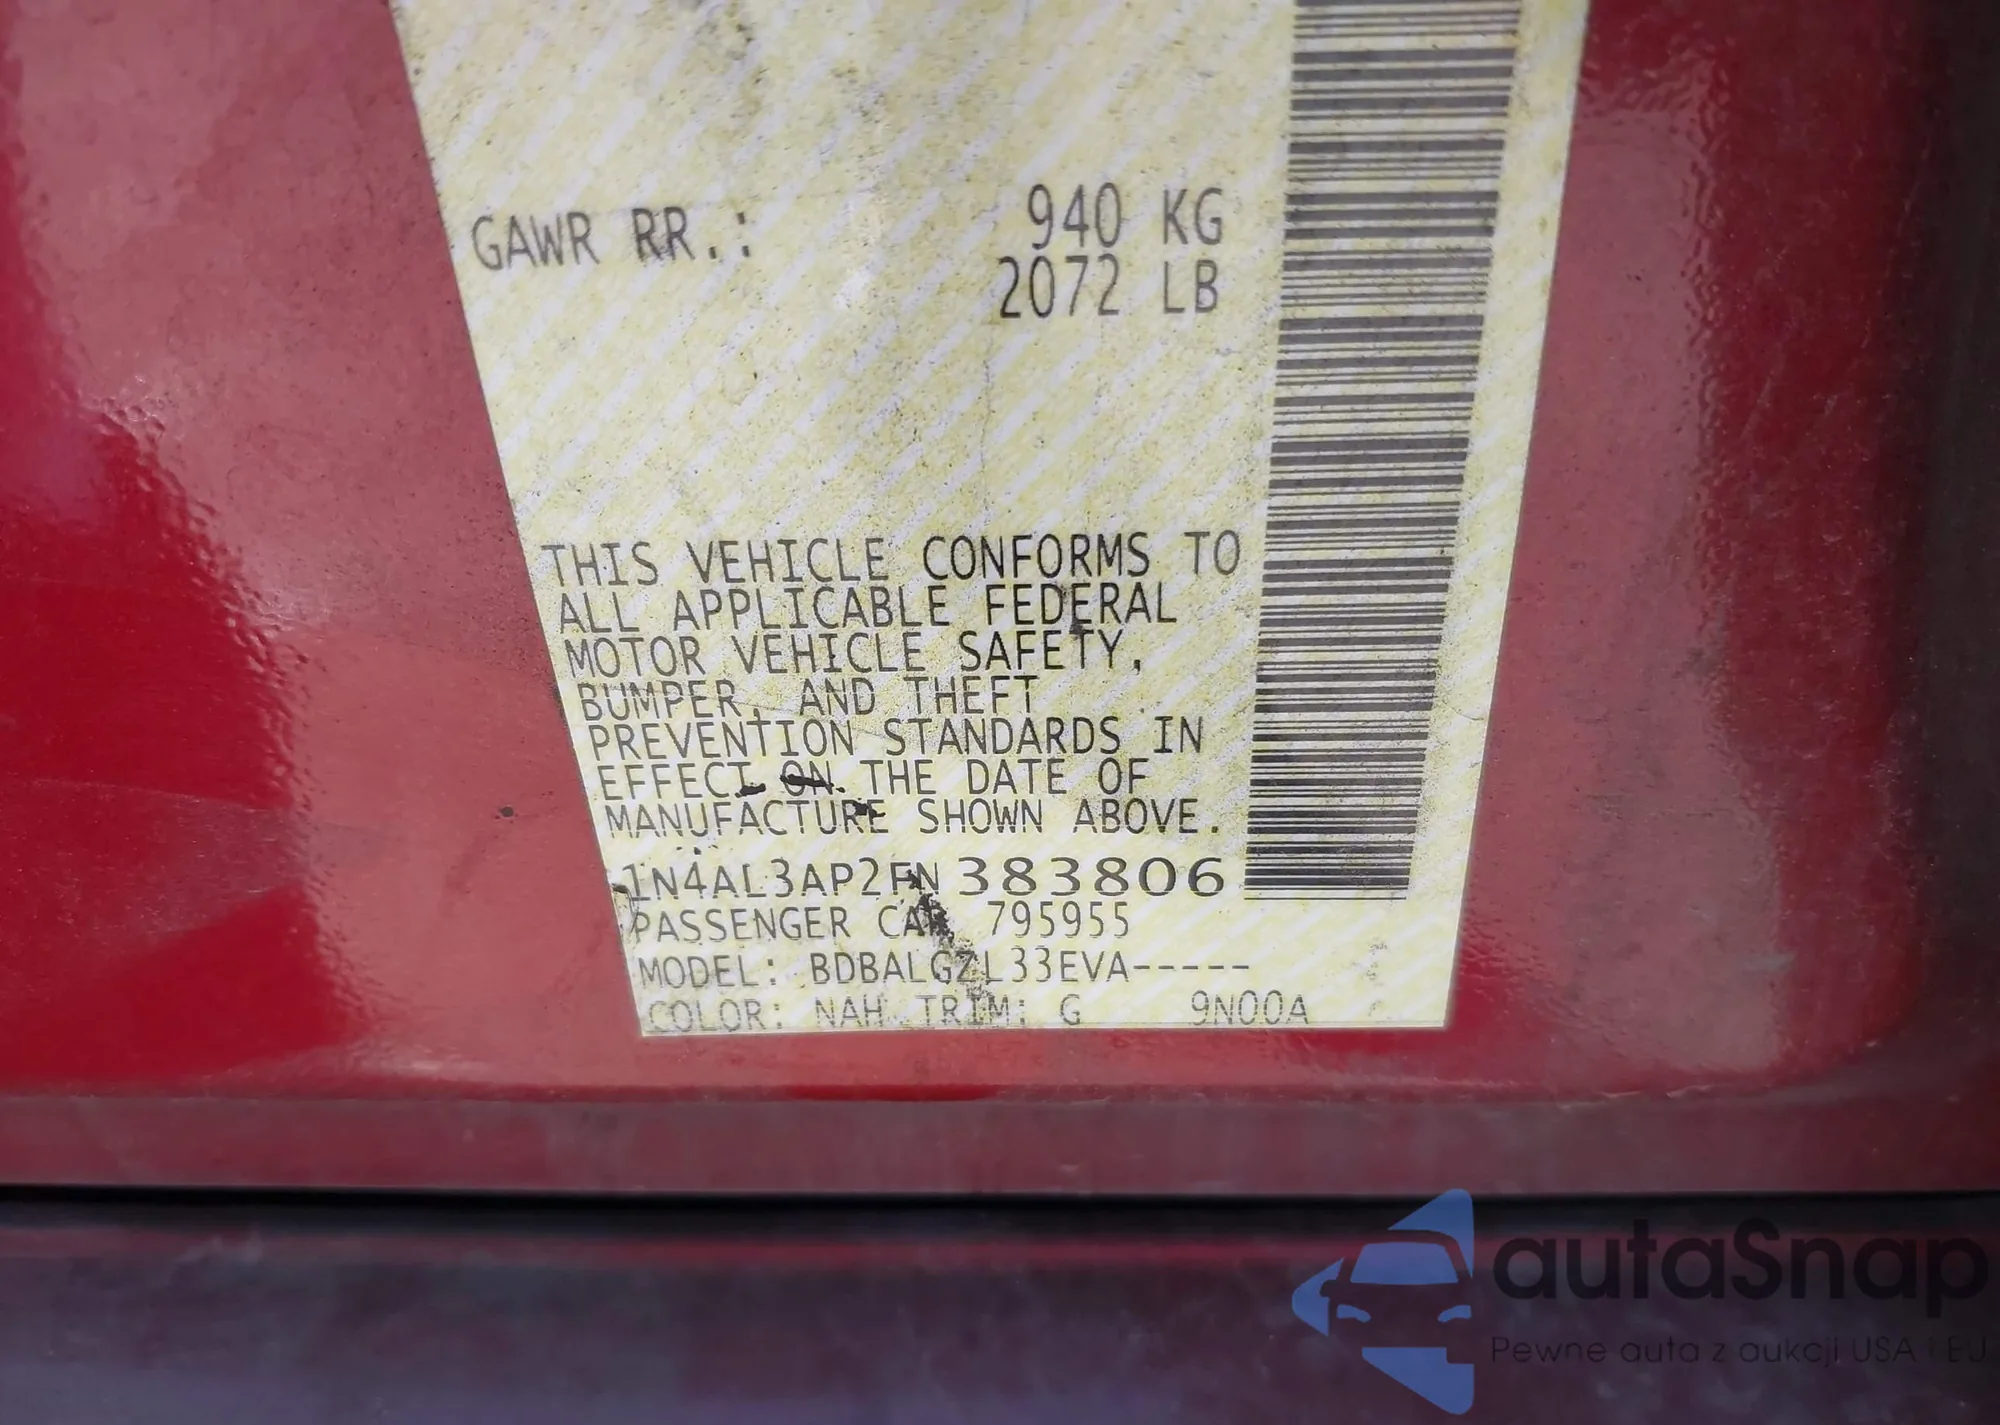 GAWR RR.: 940 KG
2072 LB
THIS VEHICLE CONFORMS TO
ALL APPLICABLE FEDERAL
MOTOR VEHICLE SAFETY,
BUMPER, AND THEFT
PREVENTION STANDARDS IN
EFFECT ON THE DATE OF
MANUFACTURE SHOWN ABOVE.
1N4AL3AP2FN383806
PASSENGER CAR 795955
MODEL: BDBALGZL33EVA-----
COLOR: NAH TRIM: G 9N00A
autaSnap
Pewne auta z aukcji USA i EU